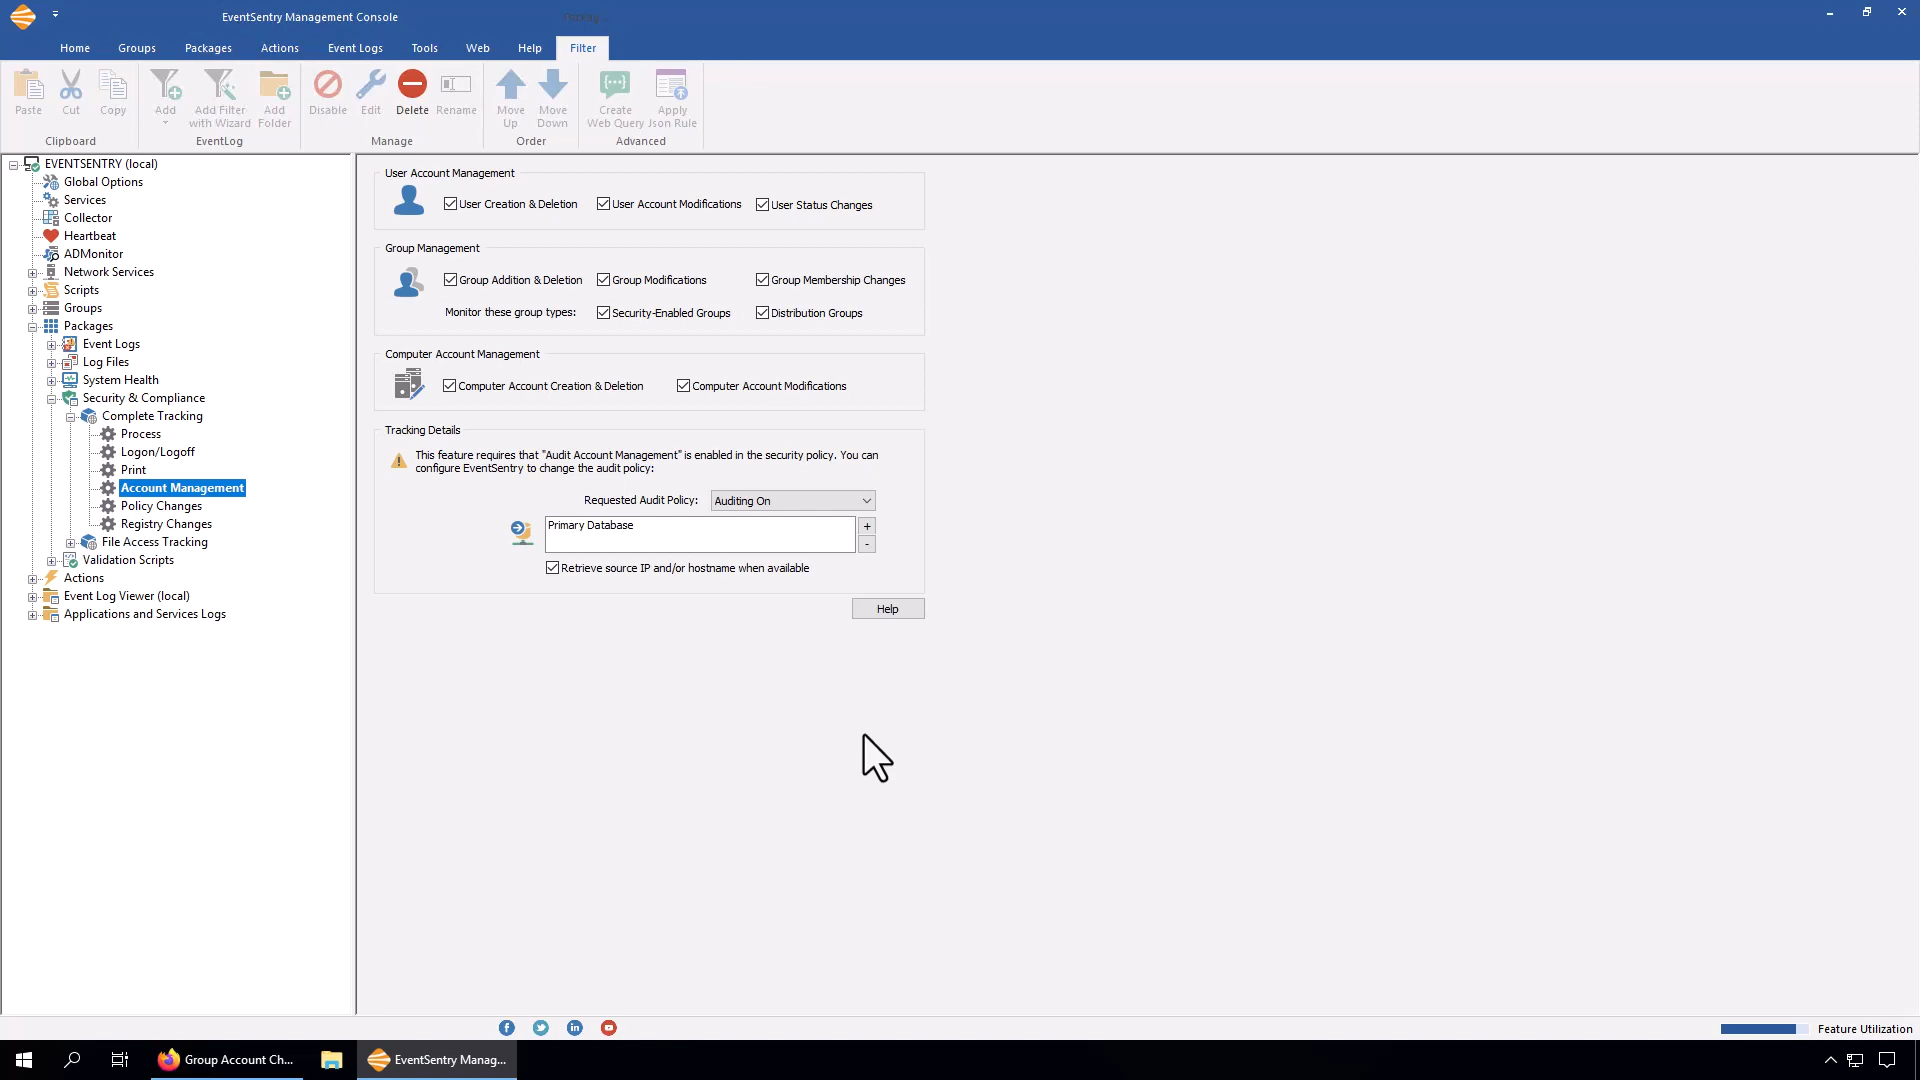 EventSentry Management Console
Tracking
Home Groups Packages Actions Event Logs Tools Web Help Filter
Paste Cut Copy Add Add Filter with Wizard Add Folder Disable Edit Delete Rename Move Up Move Down Create Web Query Apply Json Rule
Clipboard EventLog Manage Order Advanced
EVENTSENTRY (local)
Global Options
Services
Collector
Heartbeat
ADMonitor
Network Services
Scripts
Groups
Packages
Event Logs
Log Files
System Health
Security & Compliance
Complete Tracking
Process
Logon/Logoff
Print
Account Management
Policy Changes
Registry Changes
File Access Tracking
Validation Scripts
Actions
Event Log Viewer (local)
Applications and Services Logs
User Account Management
User Creation & Deletion User Account Modifications User Status Changes
Group Management
Group Addition & Deletion Group Modifications Group Membership Changes
Monitor these group types: Security-Enabled Groups Distribution Groups
Computer Account Management
Computer Account Creation & Deletion Computer Account Modifications
Tracking Details
This feature requires that "Audit Account Management" is enabled in the security policy. You can
configure EventSentry to change the audit policy:
Requested Audit Policy: Auditing On
Primary Database
+
-
Retrieve source IP and/or hostname when available
Help
Feature Utilization
Group Account Ch... EventSentry Manag...